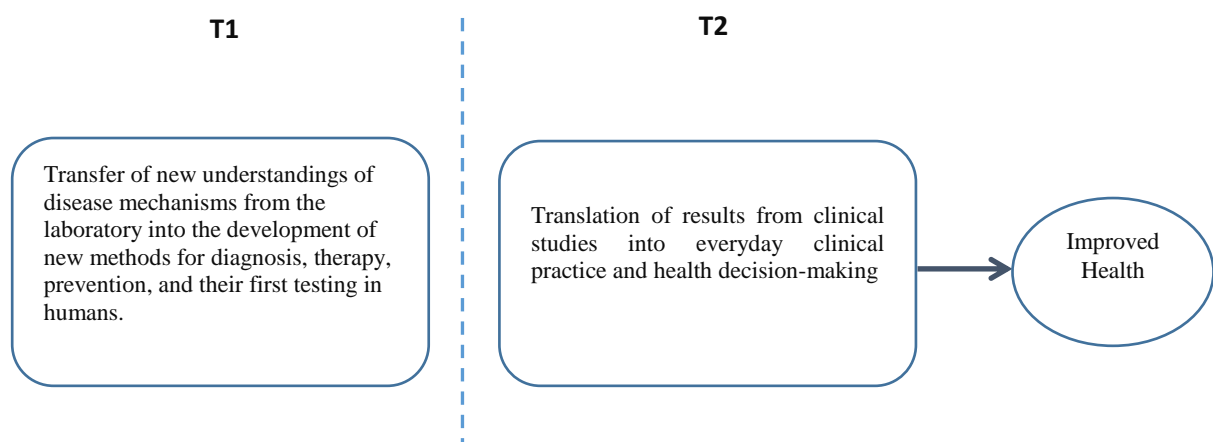 T1
T2
Transfer of new understandings of
disease mechanisms from the
laboratory into the development of
new methods for diagnosis, therapy,
prevention, and their first testing in
humans.
Translation of results from clinical
studies into everyday clinical
practice and health decision-making
Improved
Health